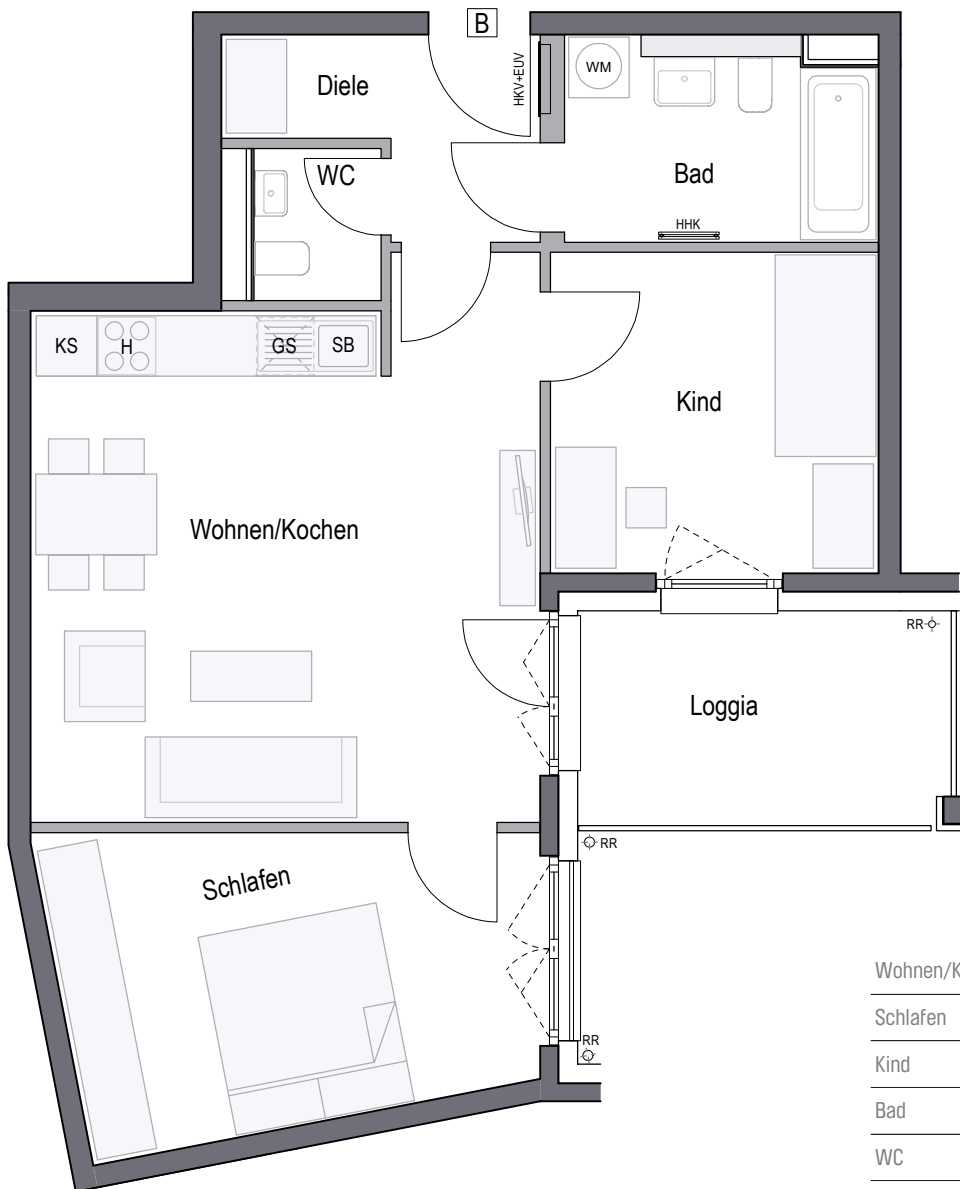 B
Diele
HKV+EUV
WM
WC
Bad
HHK
KS
H
GS
SB
Kind
Wohnen/Kochen
RR
Loggia
RR
Schlafen
RR
Wohnen/K
Schlafen
Kind
Bad
WC